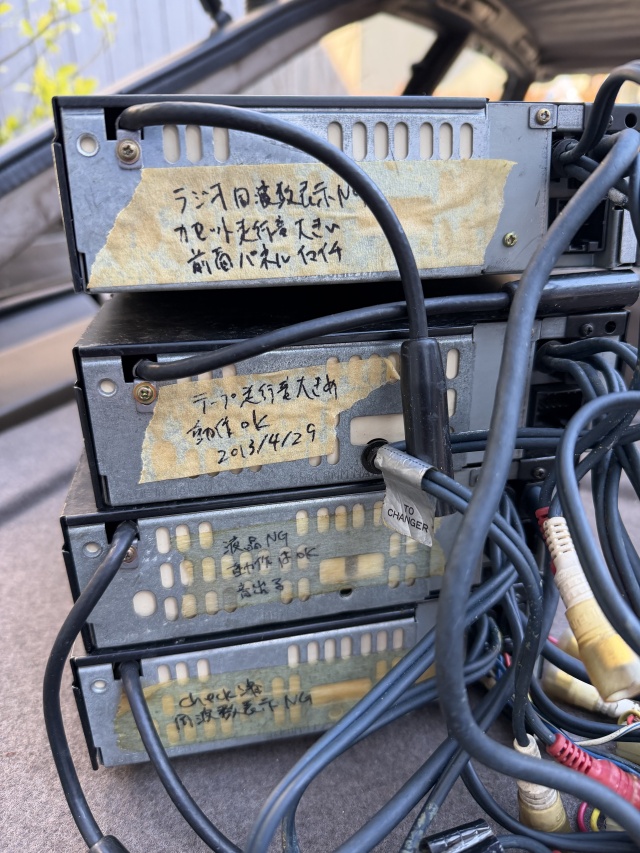 ラジオ周波数表示NG
カセット走行音大きい
前面パネルイマイチ
テープ走行音大きめ
動作OK
2013/4/29
TO
CHANGER
液晶NG
動作はOK
音出る
check済
周波数表示NG